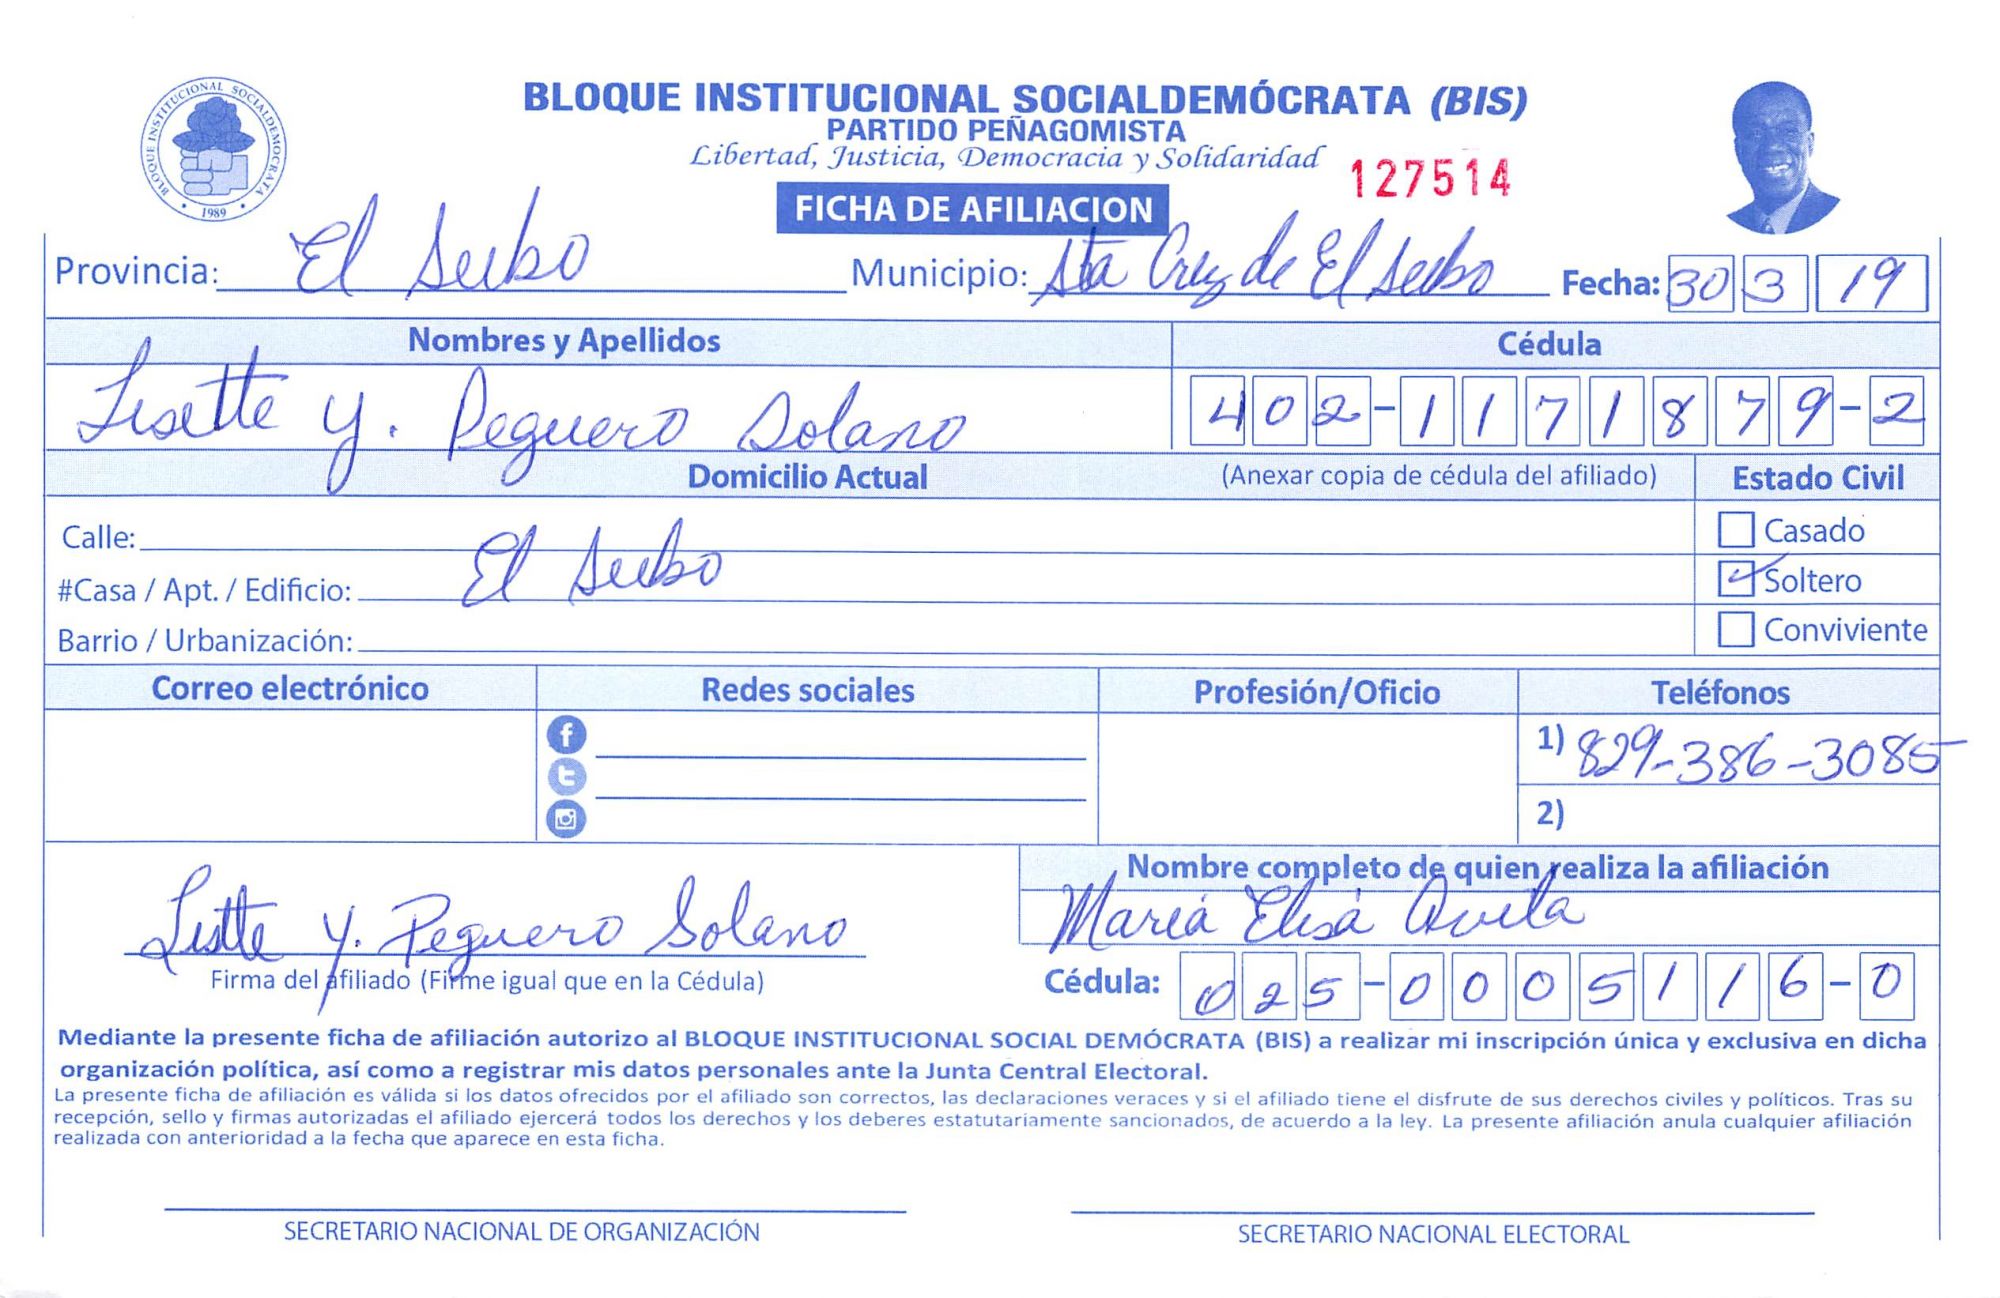 BLOQUE INSTITUCIONAL SOCIALDEMOCRATA
1989
BLOQUE INSTITUCIONAL SOCIALDEMÓCRATA (BIS)
PARTIDO PEÑAGOMISTA
Libertad, Justicia, Democracia y Solidaridad
127514
FICHA DE AFILIACION
Provincia: El Seibo Municipio: Sta Cruz de El Seibo Fecha: 30 3 19
Nombres y Apellidos Cédula
Lisette Y. Peguero Solano 402-1171879-2
Domicilio Actual (Anexar copia de cédula del afiliado) Estado Civil
Calle: Casado
El Seibo
#Casa / Apt. / Edificio: Soltero
Barrio / Urbanización: Conviviente
Correo electrónico Redes sociales Profesión/Oficio Teléfonos
1) 829-386-3085
2)
Nombre completo de quien realiza la afiliación
Lisette Y. Peguero Solano María Elisa Avila
Firma del afiliado (Firme igual que en la Cédula) Cédula: 025-0005116-0
Mediante la presente ficha de afiliación autorizo al BLOQUE INSTITUCIONAL SOCIAL DEMÓCRATA (BIS) a realizar mi inscripción única y exclusiva en dicha
organización política, así como a registrar mis datos personales ante la Junta Central Electoral.
La presente ficha de afiliación es válida si los datos ofrecidos por el afiliado son correctos, las declaraciones veraces y si el afiliado tiene el disfrute de sus derechos civiles y políticos. Tras su
recepción, sello y firmas autorizadas el afiliado ejercerá todos los derechos y los deberes estatutariamente sancionados, de acuerdo a la ley. La presente afiliación anula cualquier afiliación
realizada con anterioridad a la fecha que aparece en esta ficha.
SECRETARIO NACIONAL DE ORGANIZACIÓN SECRETARIO NACIONAL ELECTORAL